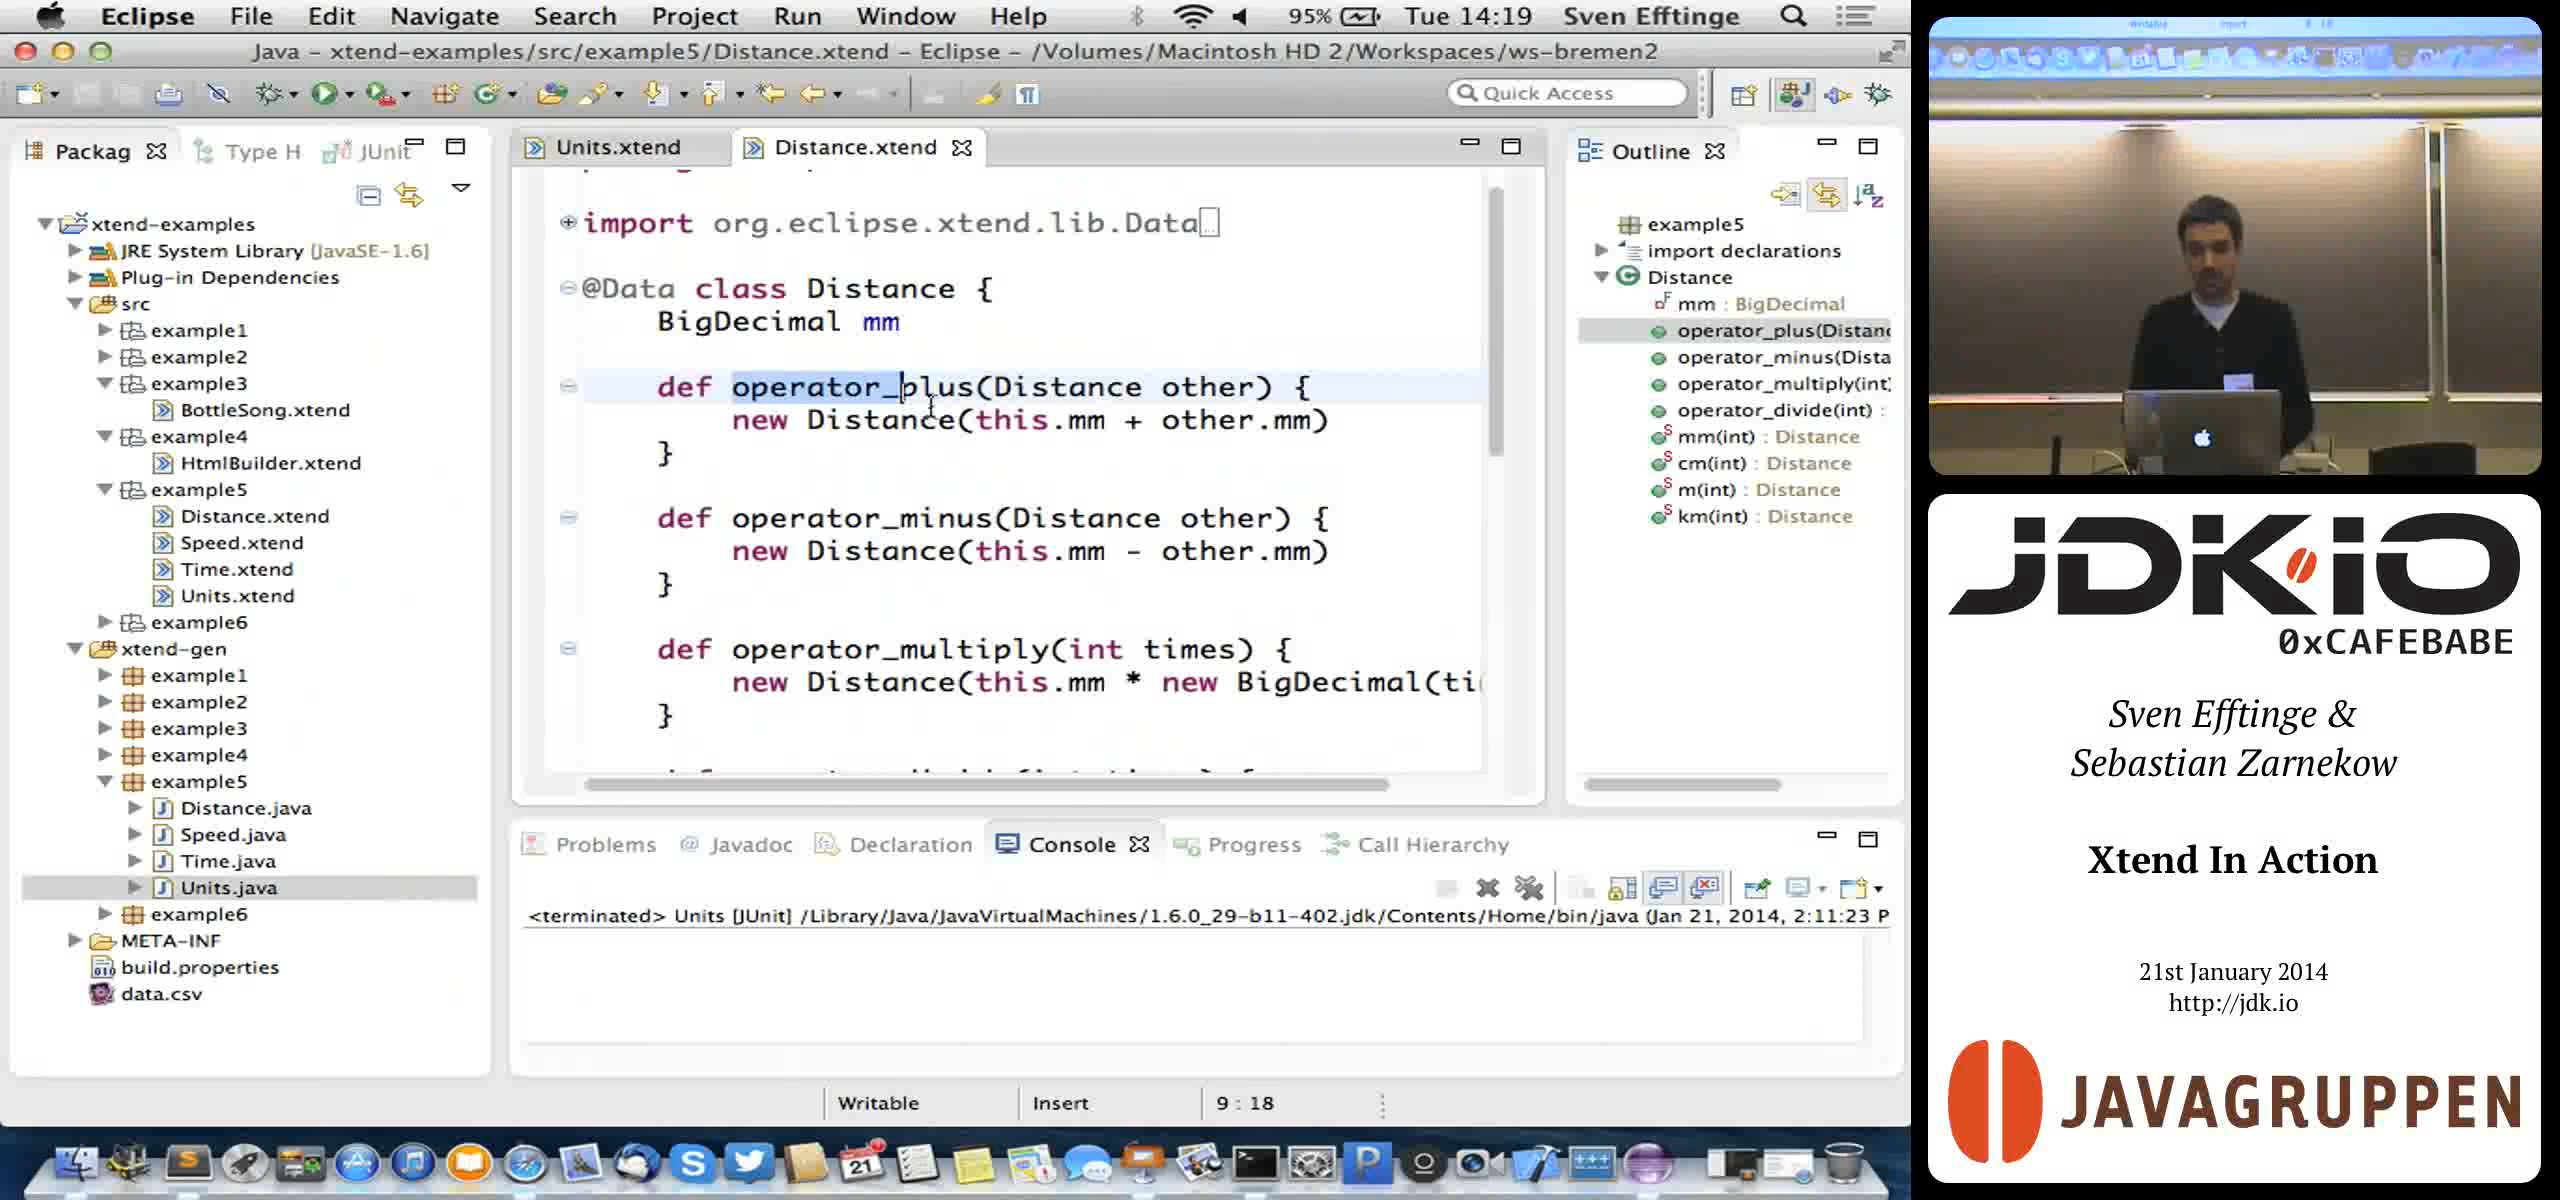 Eclipse File Edit Navigate Search Project Run Window Help 95% Tue 14:19 Sven Efftinge
Java – xtend-examples/src/example5/Distance.xtend – Eclipse – /Volumes/Macintosh HD 2/Workspaces/ws-bremen2
Quick Access
Packag Type H JUnit
xtend-examples
JRE System Library [JavaSE-1.6]
Plug-in Dependencies
src
example1
example2
example3
BottleSong.xtend
example4
HtmlBuilder.xtend
example5
Distance.xtend
Speed.xtend
Time.xtend
Units.xtend
example6
xtend-gen
example1
example2
example3
example4
example5
Distance.java
Speed.java
Time.java
Units.java
example6
META-INF
build.properties
data.csv
Units.xtend Distance.xtend
import org.eclipse.xtend.lib.Data
@Data class Distance {
BigDecimal mm
def operator_plus(Distance other) {
new Distance(this.mm + other.mm)
}
def operator_minus(Distance other) {
new Distance(this.mm - other.mm)
}
def operator_multiply(int times) {
new Distance(this.mm * new BigDecimal(ti
}
Outline
example5
import declarations
Distance
mm : BigDecimal
operator_plus(Distanc
operator_minus(Dista
operator_multiply(int)
operator_divide(int) :
mm(int) : Distance
cm(int) : Distance
m(int) : Distance
km(int) : Distance
Problems Javadoc Declaration Console Progress Call Hierarchy
<terminated> Units [JUnit] /Library/Java/JavaVirtualMachines/1.6.0_29-b11-402.jdk/Contents/Home/bin/java (Jan 21, 2014, 2:11:23 P
Writable Insert 9 : 18
21
JDK.IO
0xCAFEBABE
Sven Efftinge &
Sebastian Zarnekow
Xtend In Action
21st January 2014
http://jdk.io
JAVAGRUPPEN